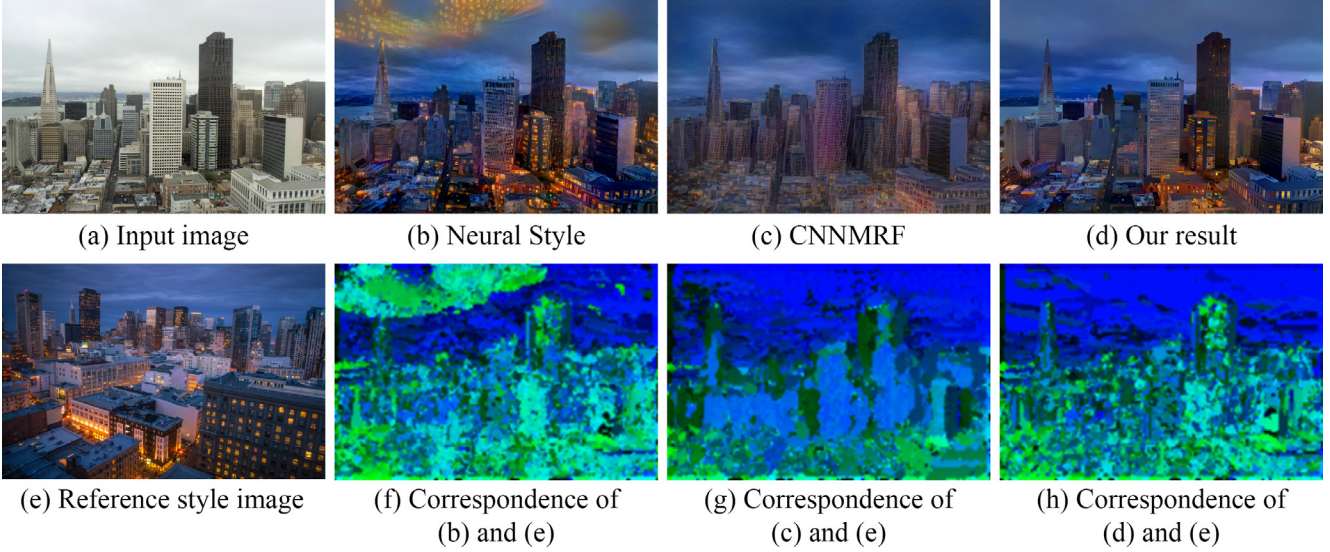 (a) Input image
(b) Neural Style
(c) CNNMRF
(d) Our result
(e) Reference style image
(f) Correspondence of
(b) and (e)
(g) Correspondence of
(c) and (e)
(h) Correspondence of
(d) and (e)